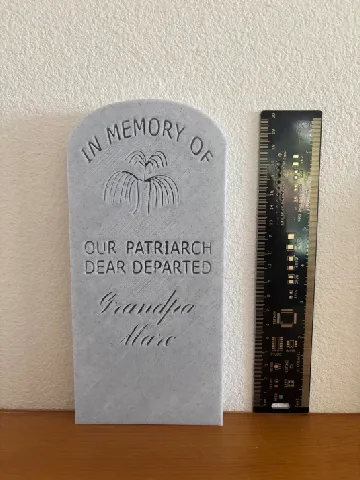 IN MEMORY OF
OUR PATRIARCH
DEAR DEPARTED
Grandpa
Marc